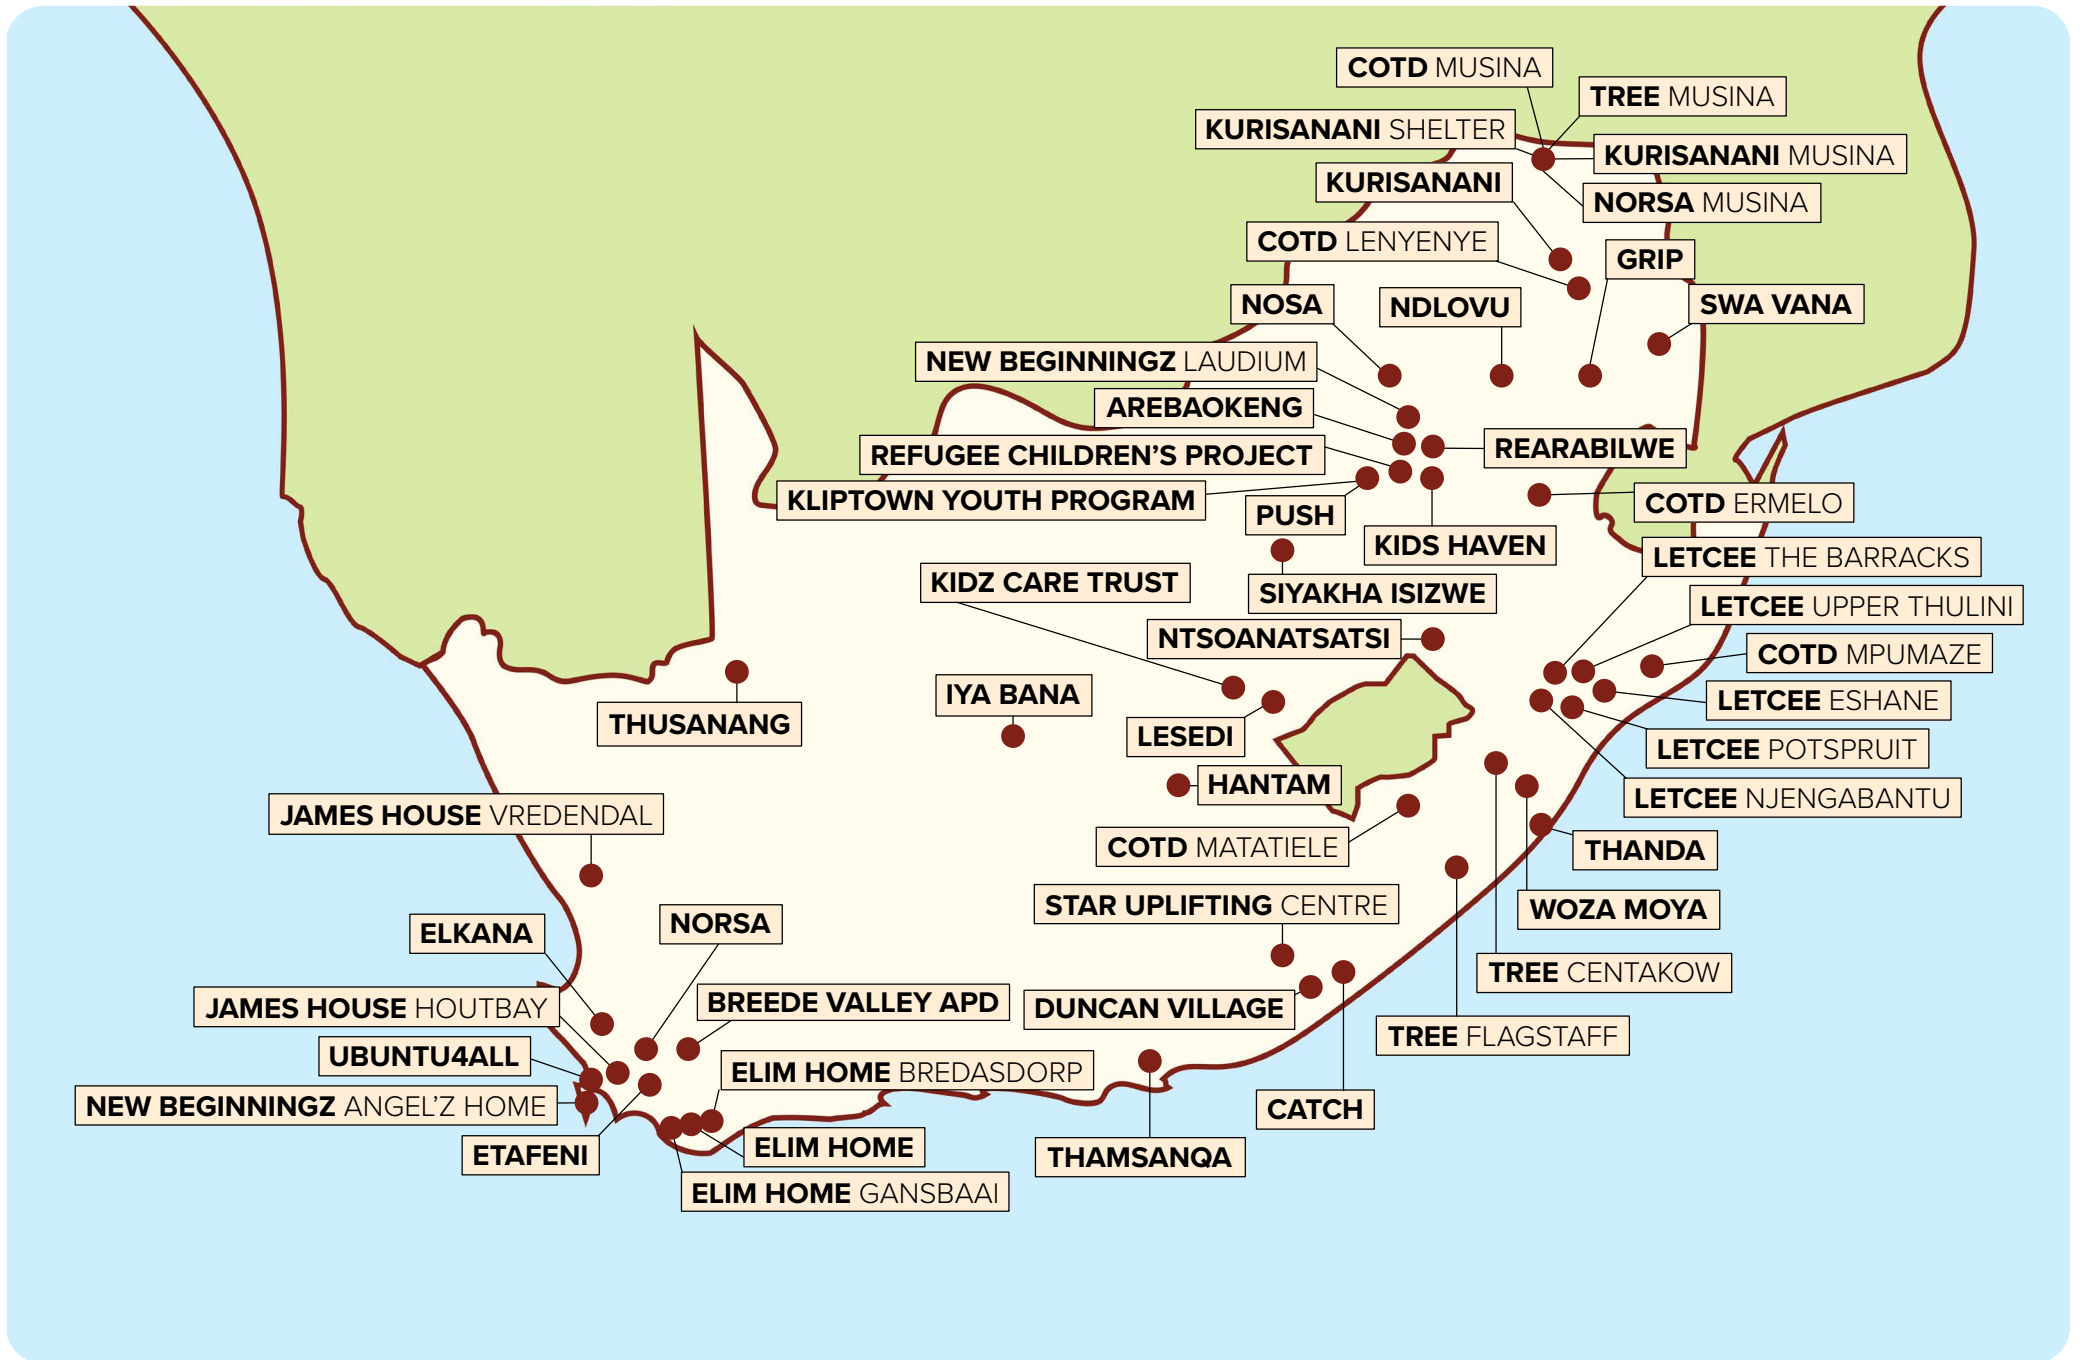 COTD MUSINA
TREE MUSINA
KURISANANI SHELTER
KURISANANI MUSINA
KURISANANI
NORSA MUSINA
COTD LENYENYE
GRIP
NOSA
NDLOVU
SWA VANA
NEW BEGINNINGZ LAUDIUM
AREBAOKENG
REFUGEE CHILDREN'S PROJECT
REARABILWE
KLIPTOWN YOUTH PROGRAM
COTD ERMELO
PUSH
KIDS HAVEN
LETCEE THE BARRACKS
KIDZ CARE TRUST
SIYAKHA ISIZWE
LETCEE UPPER THULINI
NTSOANATSATSI
COTD MPUMAZE
IYA BANA
LETCEE ESHANE
THUSANANG
LESEDI
LETCEE POTSPRUIT
HANTAM
LETCEE NJENGABANTU
JAMES HOUSE VREDENDAL
COTD MATATIELE
THANDA
STAR UPLIFTING CENTRE
WOZA MOYA
ELKANA
NORSA
TREE CENTAKOW
JAMES HOUSE HOUTBAY
BREEDE VALLEY APD
DUNCAN VILLAGE
TREE FLAGSTAFF
UBUNTU4ALL
ELIM HOME BREDASDORP
NEW BEGINNINGZ ANGEL'Z HOME
CATCH
ETAFENI
ELIM HOME
THAMSANQA
ELIM HOME GANSBAAI